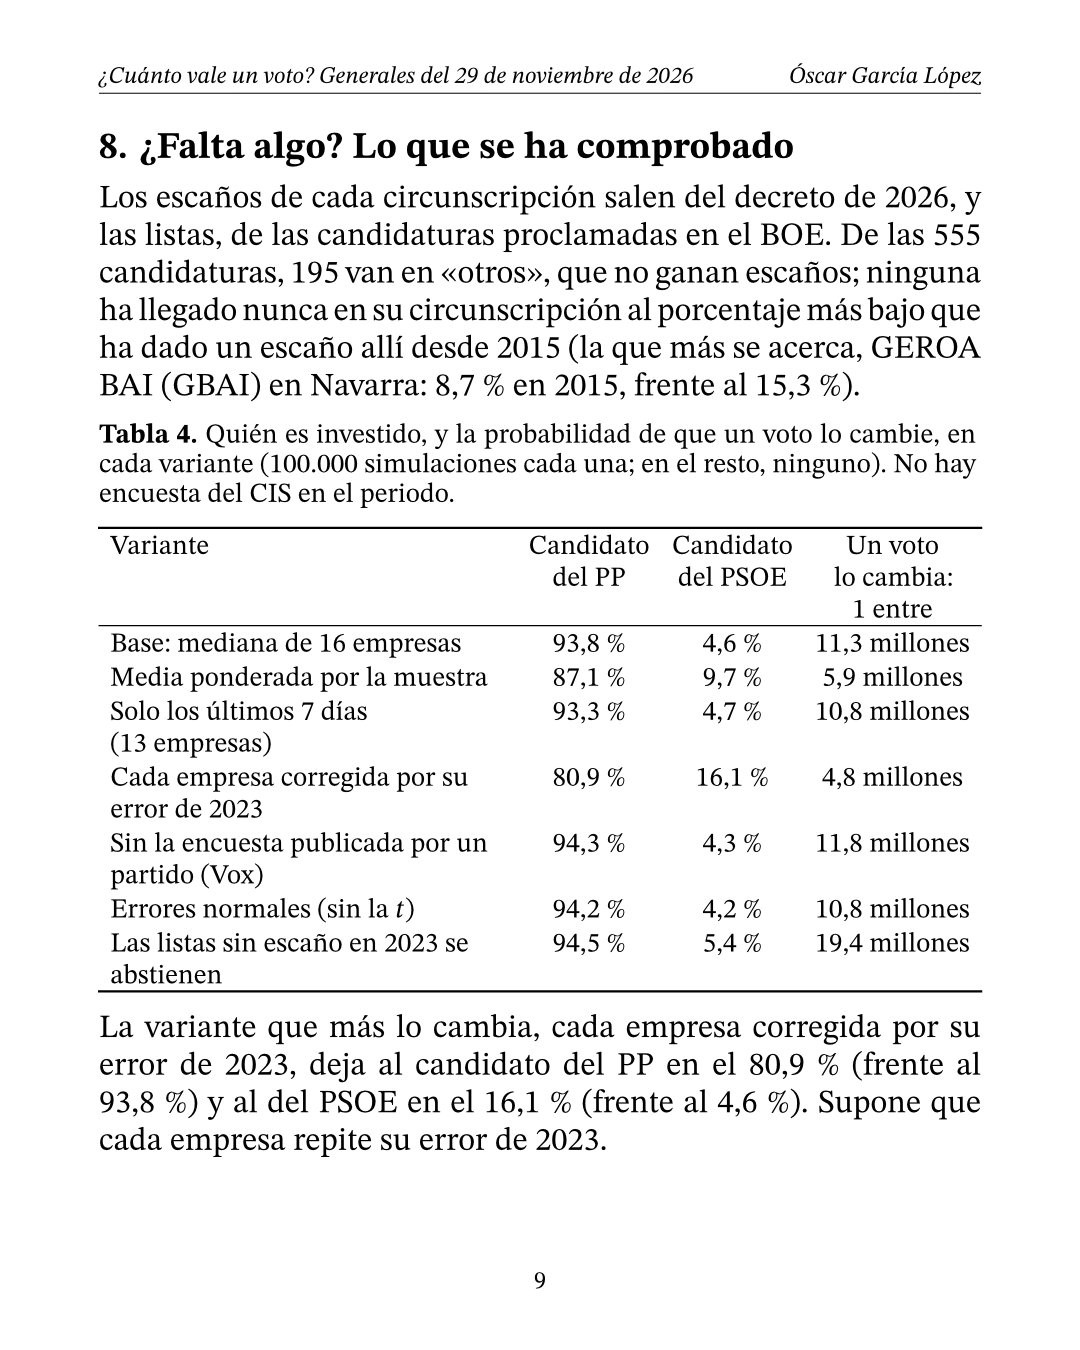 ¿Cuánto vale un voto? Generales del 29 de noviembre de 2026 Óscar García López
8. ¿Falta algo? Lo que se ha comprobado
Los escaños de cada circunscripción salen del decreto de 2026, y
las listas, de las candidaturas proclamadas en el BOE. De las 555
candidaturas, 195 van en «otros», que no ganan escaños; ninguna
ha llegado nunca en su circunscripción al porcentaje más bajo que
ha dado un escaño allí desde 2015 (la que más se acerca, GEROA
BAI (GBAI) en Navarra: 8,7 % en 2015, frente al 15,3 %).
Tabla 4. Quién es investido, y la probabilidad de que un voto lo cambie, en
cada variante (100.000 simulaciones cada una; en el resto, ninguno). No hay
encuesta del CIS en el periodo.
Variante Candidato Candidato Un voto
del PP del PSOE lo cambia:
1 entre
Base: mediana de 16 empresas 93,8 % 4,6 % 11,3 millones
Media ponderada por la muestra 87,1 % 9,7 % 5,9 millones
Solo los últimos 7 días 93,3 % 4,7 % 10,8 millones
(13 empresas)
Cada empresa corregida por su 80,9 % 16,1 % 4,8 millones
error de 2023
Sin la encuesta publicada por un 94,3 % 4,3 % 11,8 millones
partido (Vox)
Errores normales (sin la t) 94,2 % 4,2 % 10,8 millones
Las listas sin escaño en 2023 se 94,5 % 5,4 % 19,4 millones
abstienen
La variante que más lo cambia, cada empresa corregida por su
error de 2023, deja al candidato del PP en el 80,9 % (frente al
93,8 %) y al del PSOE en el 16,1 % (frente al 4,6 %). Supone que
cada empresa repite su error de 2023.
9